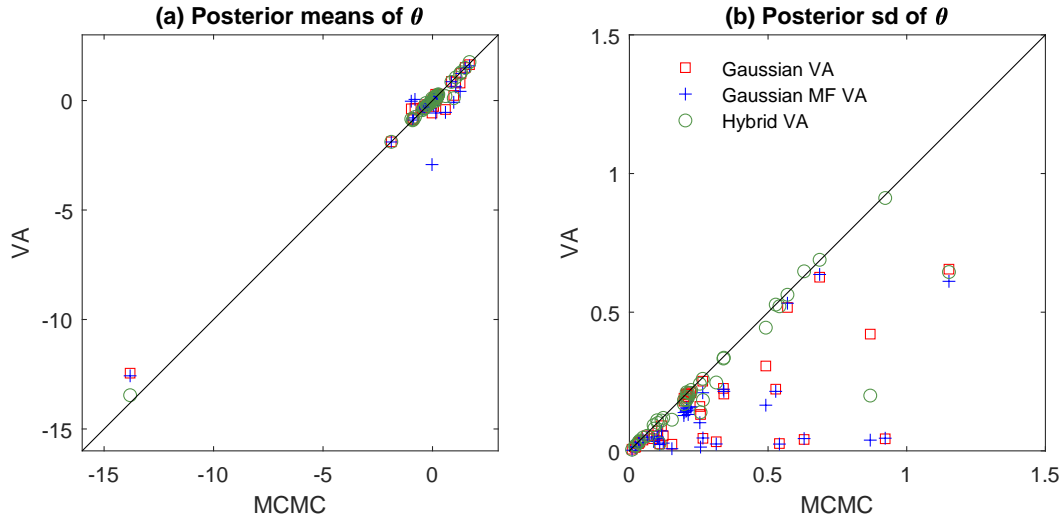 (a) Posterior means of θ
0
-5
-10
-15
VA
-15
-10
-5
0
MCMC
(b) Posterior sd of θ
1.5
1
0.5
0
VA
Gaussian VA
Gaussian MF VA
Hybrid VA
0
0.5
1
1.5
MCMC